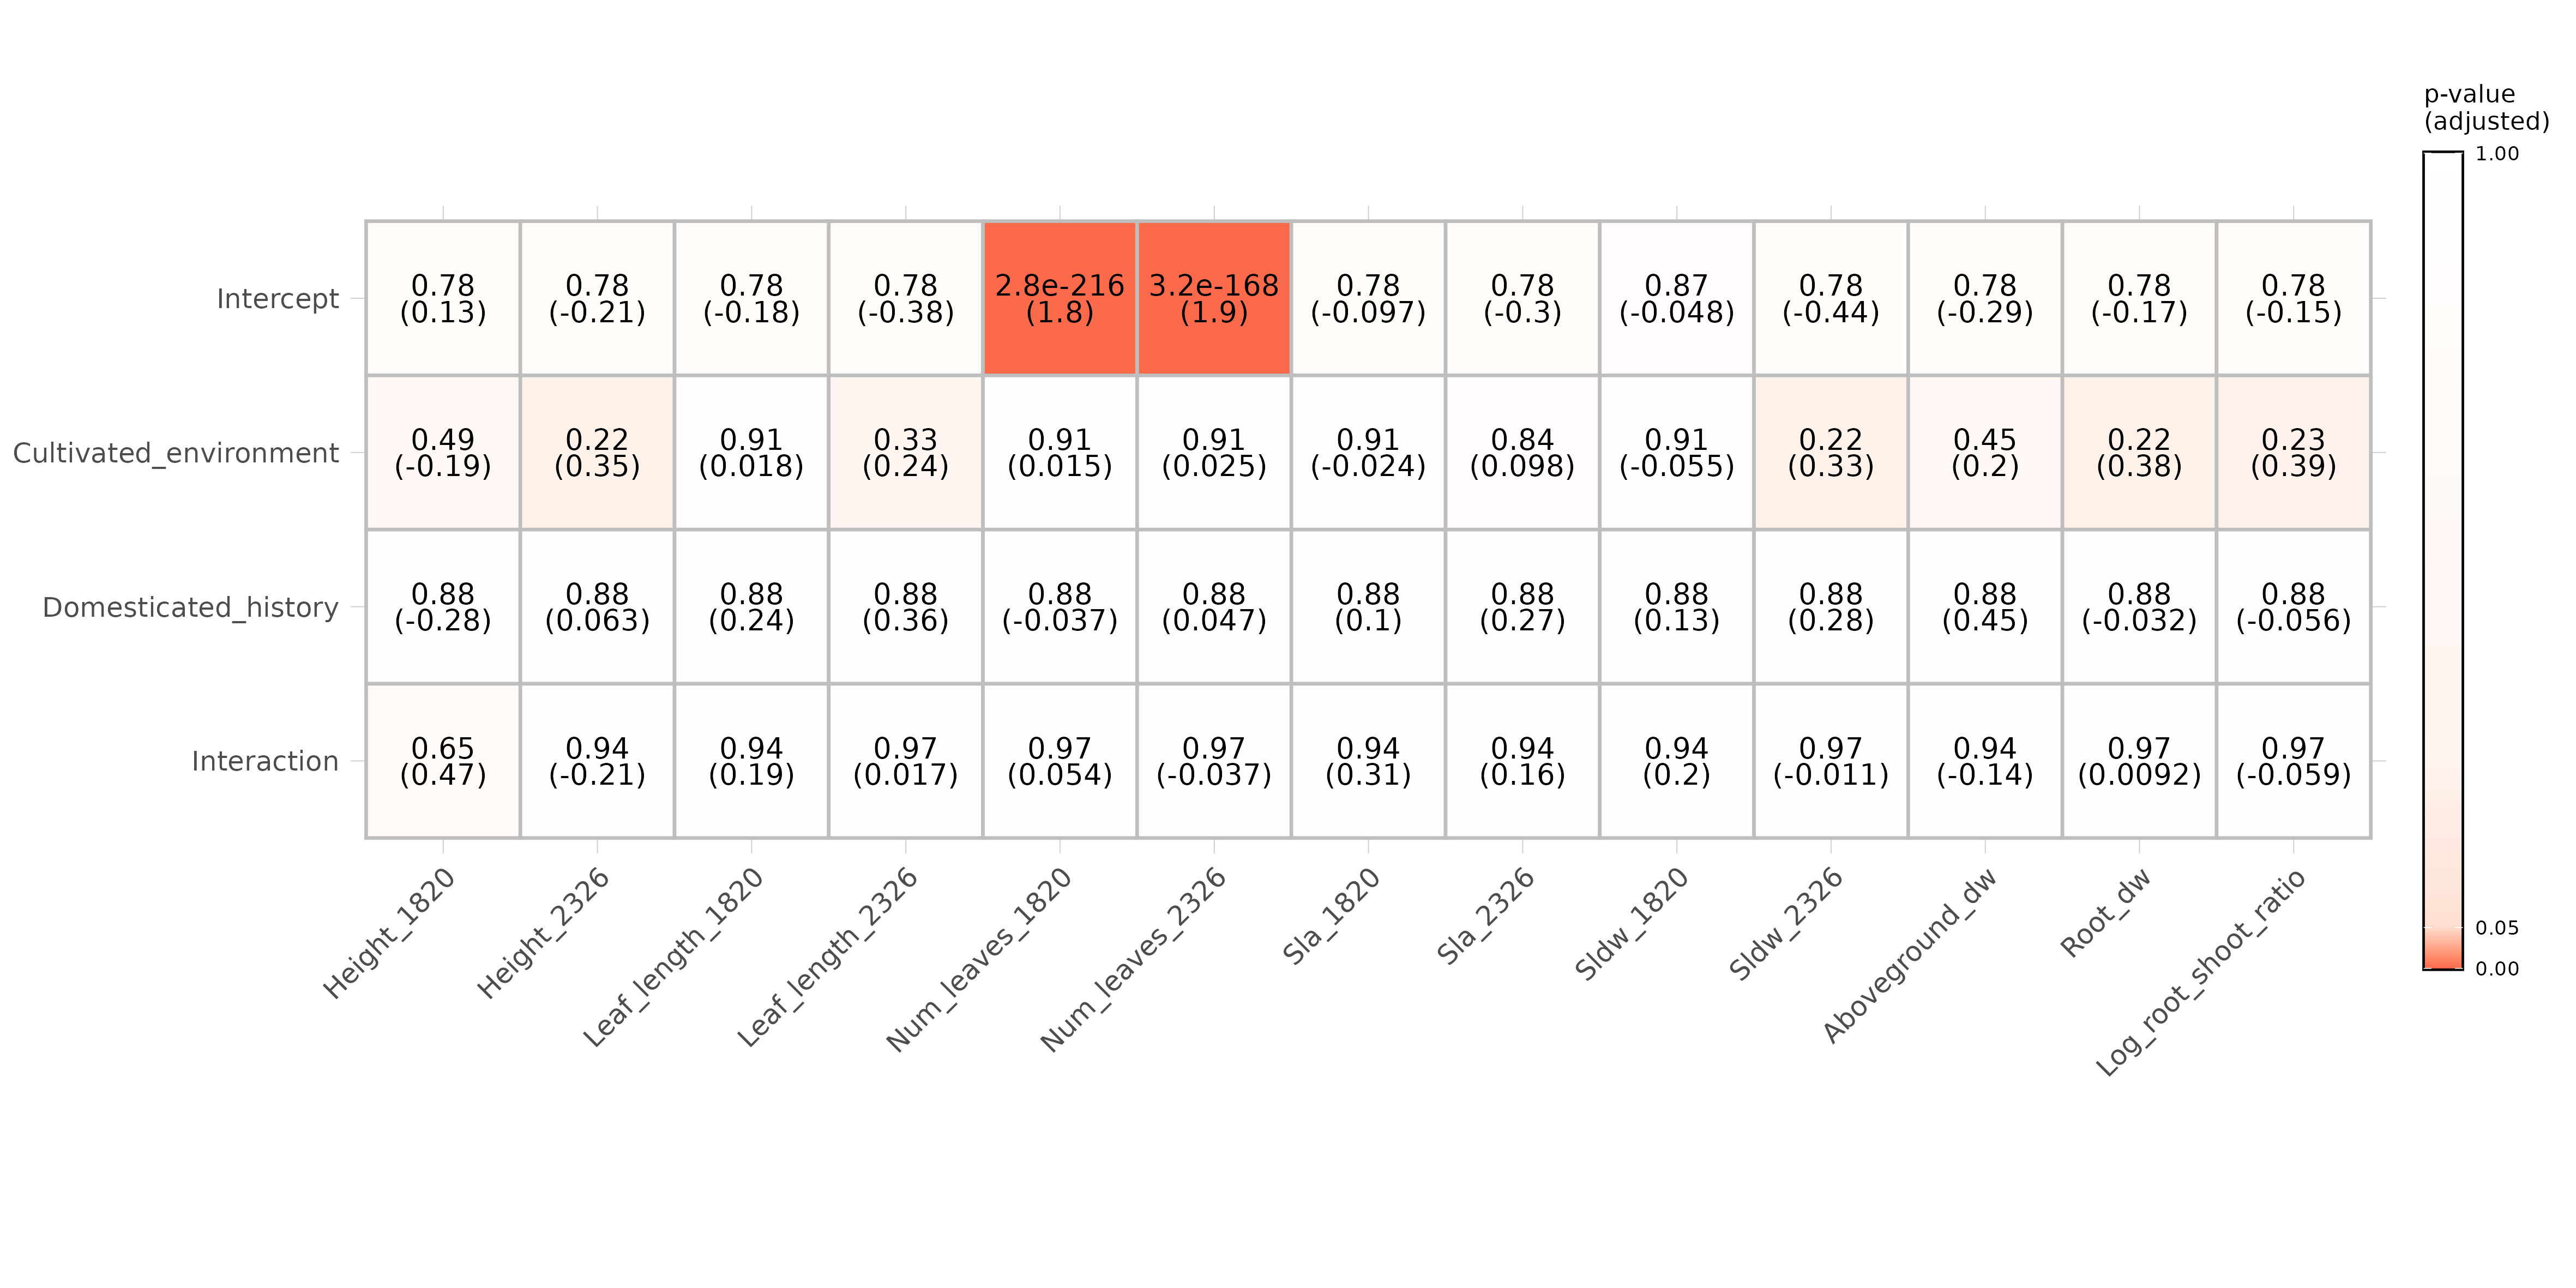 p-value
(adjusted)
1.00
0.05
0.00
Intercept
0.78 0.78 0.78 0.78 2.8e-216 3.2e-168 0.78 0.78 0.87 0.78 0.78 0.78 0.78
(0.13) (-0.21) (-0.18) (-0.38) (1.8) (1.9) (-0.097) (-0.3) (-0.048) (-0.44) (-0.29) (-0.17) (-0.15)
Cultivated_environment
0.49 0.22 0.91 0.33 0.91 0.91 0.91 0.84 0.91 0.22 0.45 0.22 0.23
(-0.19) (0.35) (0.018) (0.24) (0.015) (0.025) (-0.024) (0.098) (-0.055) (0.33) (0.2) (0.38) (0.39)
Domesticated_history
0.88 0.88 0.88 0.88 0.88 0.88 0.88 0.88 0.88 0.88 0.88 0.88 0.88
(-0.28) (0.063) (0.24) (0.36) (-0.037) (0.047) (0.1) (0.27) (0.13) (0.28) (0.45) (-0.032) (-0.056)
Interaction
0.65 0.94 0.94 0.97 0.97 0.97 0.94 0.94 0.94 0.97 0.94 0.97 0.97
(0.47) (-0.21) (0.19) (0.017) (0.054) (-0.037) (0.31) (0.16) (0.2) (-0.011) (-0.14) (0.0092) (-0.059)
Height_1820
Height_2326
Leaf_length_1820
Leaf_length_2326
Num_leaves_1820
Num_leaves_2326
Sla_1820
Sla_2326
Sldw_1820
Sldw_2326
Aboveground_dw
Root_dw
Log_root_shoot_ratio